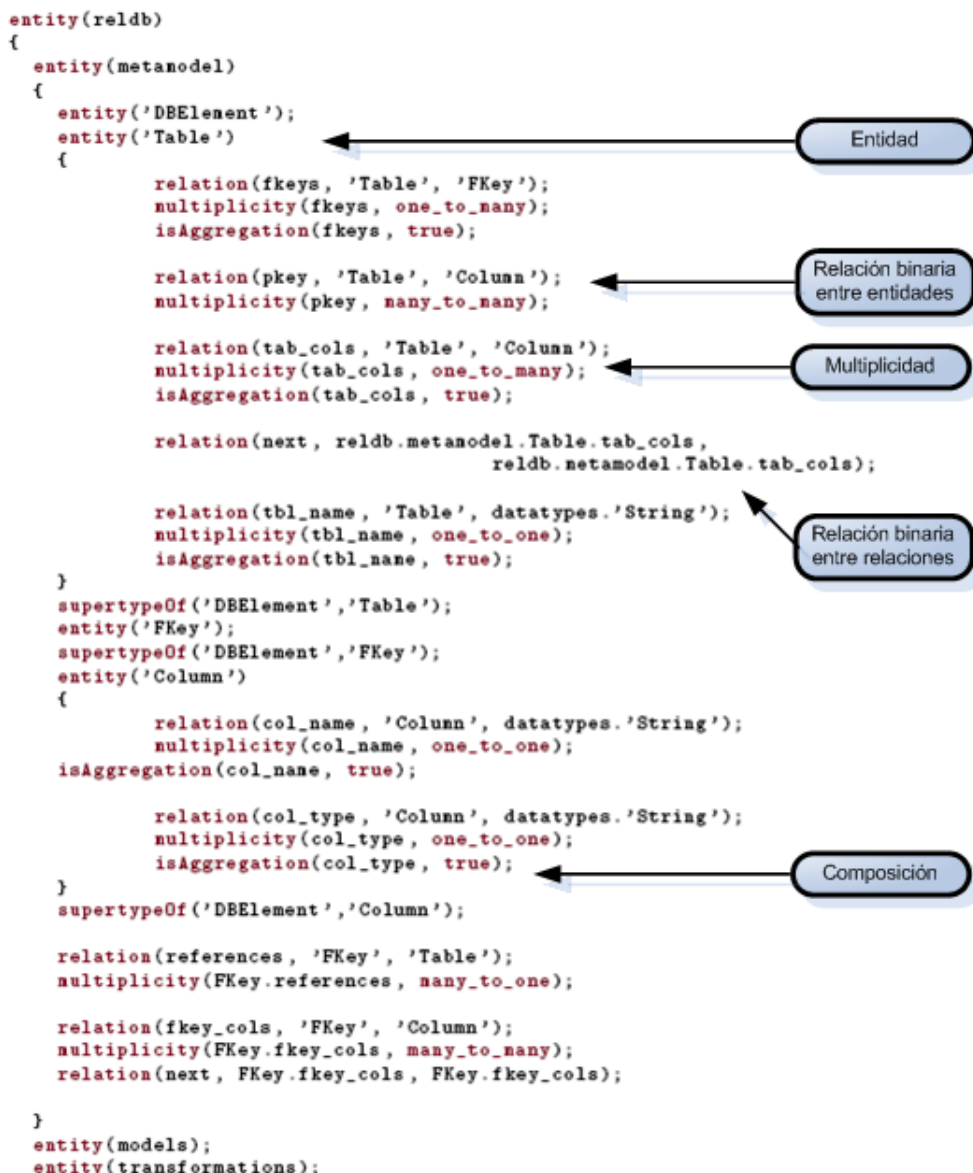 entity(reldb)
{
entity(metamodel)
{
entity('DBElement');
entity('Table')
Entidad
{
relation(fkeys, 'Table', 'FKey');
multiplicity(fkeys, one_to_many);
isAggregation(fkeys, true);
relation(pkey, 'Table', 'Column');
multiplicity(pkey, many_to_many);
Relación binaria
entre entidades
relation(tab_cols, 'Table', 'Column');
multiplicity(tab_cols, one_to_many);
isAggregation(tab_cols, true);
Multiplicidad
relation(next, reldb.metamodel.Table.tab_cols,
reldb.metamodel.Table.tab_cols);
relation(tbl_name, 'Table', datatypes.'String');
multiplicity(tbl_name, one_to_one);
isAggregation(tbl_name, true);
Relación binaria
entre relaciones
}
supertypeOf('DBElement','Table');
entity('FKey');
supertypeOf('DBElement','FKey');
entity('Column')
{
relation(col_name, 'Column', datatypes.'String');
multiplicity(col_name, one_to_one);
isAggregation(col_name, true);
relation(col_type, 'Column', datatypes.'String');
multiplicity(col_type, one_to_one);
isAggregation(col_type, true);
Composición
}
supertypeOf('DBElement','Column');
relation(references, 'FKey', 'Table');
multiplicity(FKey.references, many_to_one);
relation(fkey_cols, 'FKey', 'Column');
multiplicity(FKey.fkey_cols, many_to_many);
relation(next, FKey.fkey_cols, FKey.fkey_cols);
}
entity(models);
entity(transformations);